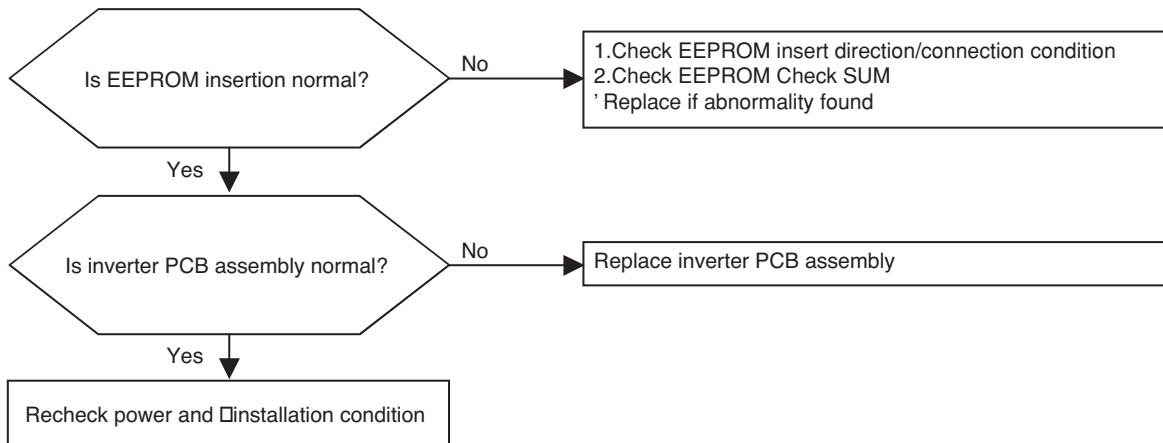 Is EEPROM insertion normal?
No
1.Check EEPROM insert direction/connection condition
2.Check EEPROM Check SUM
' Replace if abnormality found
Yes
Is inverter PCB assembly normal?
No
Replace inverter PCB assembly
Yes
Recheck power and □installation condition